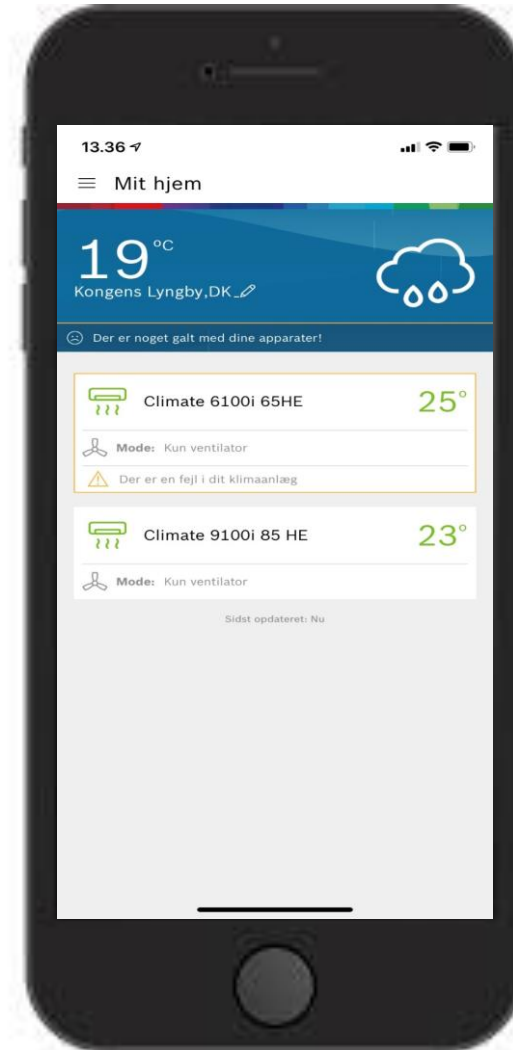 13.36
Mit hjem
19°C
Kongens Lyngby,DK
Der er noget galt med dine apparater!
Climate 6100i 65HE 25°
Mode: Kun ventilator
Der er en fejl i dit klimaanlæg
Climate 9100i 85 HE 23°
Mode: Kun ventilator
Sidst opdateret: Nu